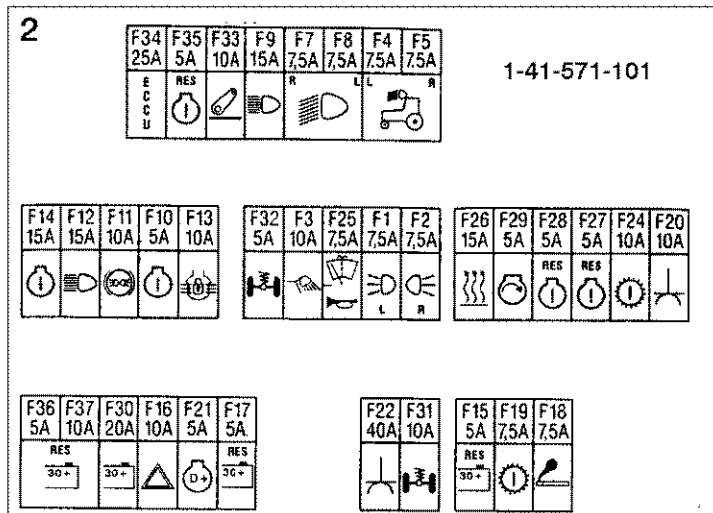 2
F34 F35 F33 F9 F7 F8 F4 F5
25A 5A 10A 15A 7,5A 7,5A 7.5A 7.5A
1-41-571-101
ECCU RES R L L R
F14 F12 F11 F10 F13
15A 15A 10A 5A 10A
F32 F3 F25 F1 F2
5A 10A 7,5A 7,5A 7,5A
L R
F26 F29 F28 F27 F24 F20
15A 5A 5A 5A 10A 10A
RES RES
F36 F37 F30 F16 F21 F17
5A 10A 20A 10A 5A 5A.
RES RES
30+ 30+ D+ 30+
F22 F31
40A 10A
F15 F19 F18
5A 7,5A 7,5A
RES
30+